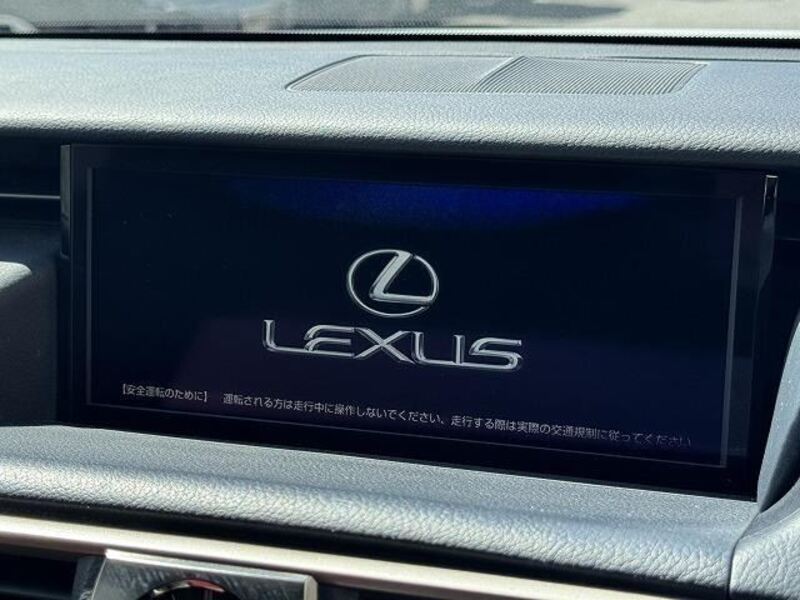 LEXUS
【安全運転のために】 運転される方は走行中に操作しないでください、走行する際は実際の交通規制に従ってください